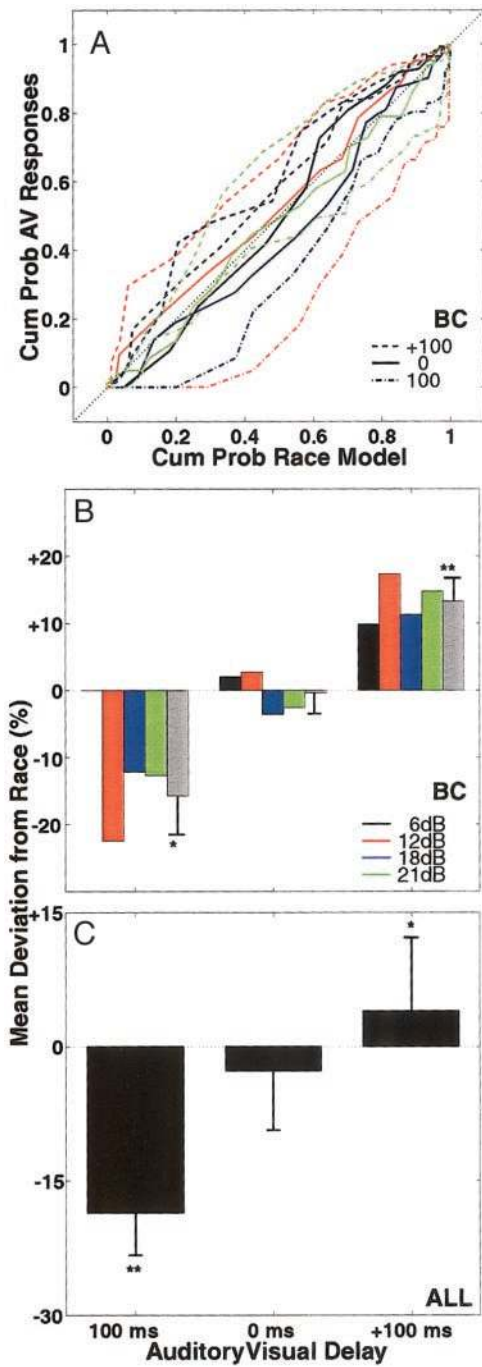 A
Cum Prob AV Responses
1
0.8
0.6
0.4
0.2
0
BC
+100
0
100
0 0.2 0.4 0.6 0.8 1
Cum Prob Race Model
B
Mean Deviation from Race (%)
+20
+10
0
-10
-20
**
*
BC
6dB
12dB
18dB
21dB
C
+15
0
-15
-30
*
**
ALL
100 ms 0 ms +100 ms
AuditoryVisual Delay